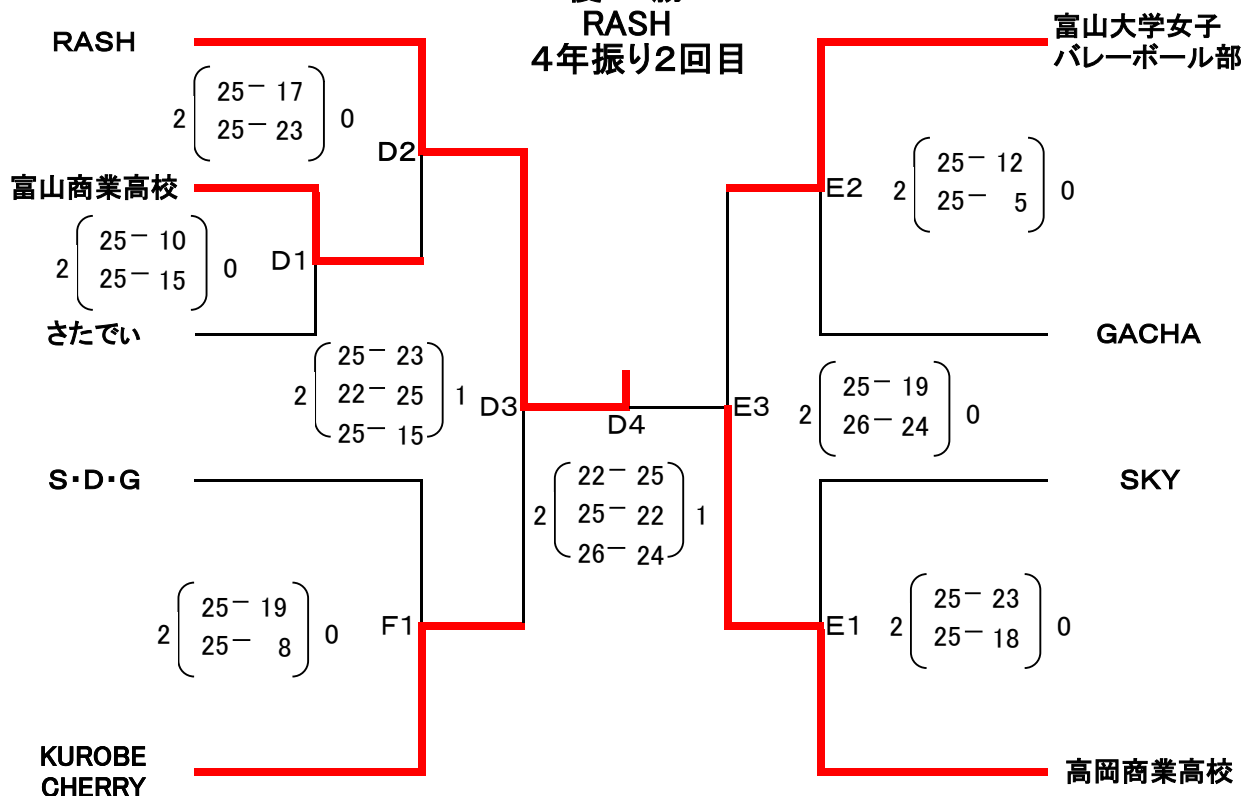 RASH
4年振り2回目
RASH
2 25－17 0
25－23
D2
富山商業高校
2 25－10 0
25－15
D1
さたでぃ
2 25－23 1
22－25
25－15
D3
S・D・G
2 25－19 0
25－8
F1
KUROBE
CHERRY
D4
2 22－25 1
25－22
26－24
富山大学女子
バレーボール部
E2
2 25－12 0
25－5
GACHA
E3
2 25－19 0
26－24
SKY
E1
2 25－23 0
25－18
高岡商業高校